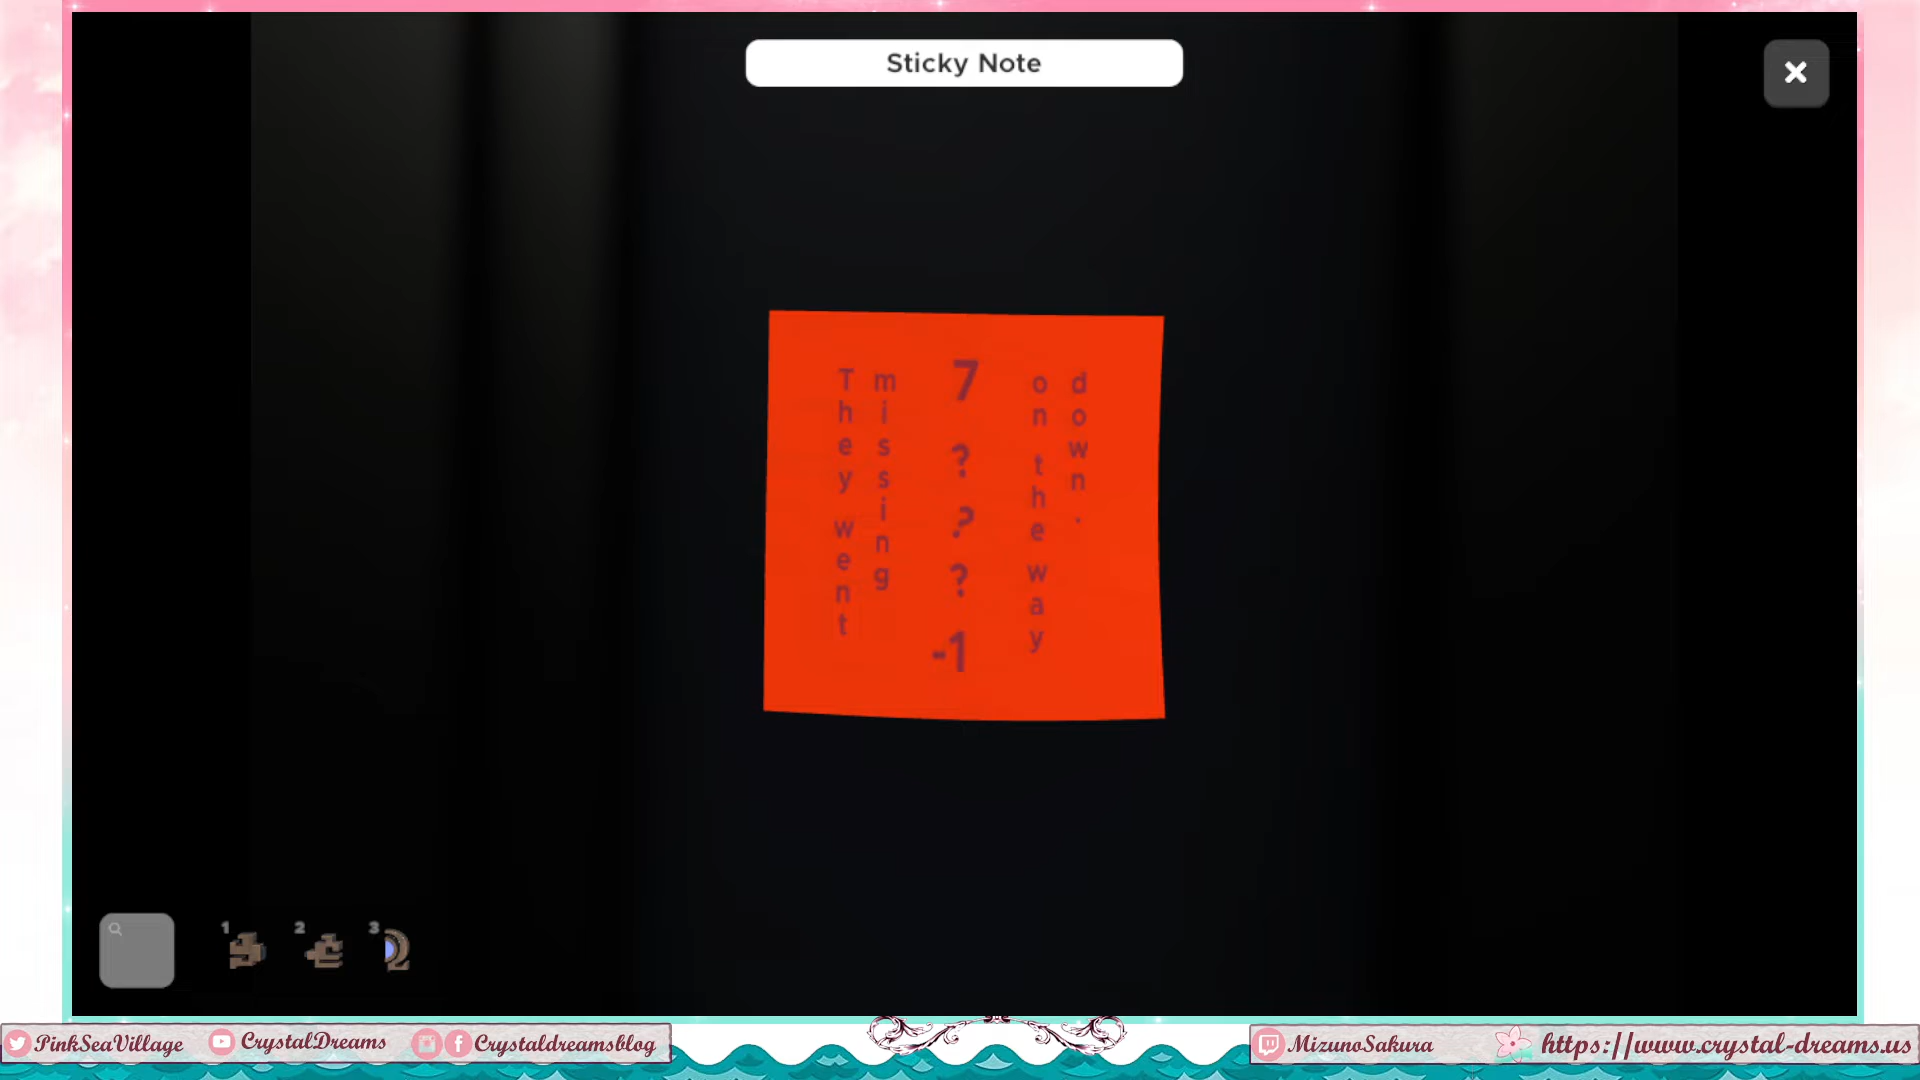 Sticky Note
They went
missing
7
?
?
?
-1
on the way
down.
1
2
3
PinkSeaVillage
CrystalDreams
Crystaldreamsblog
MizunoSakura
https://www.crystal-dreams.us